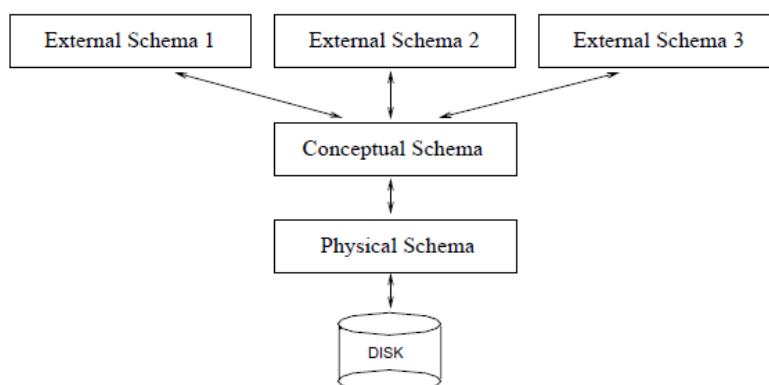 External Schema 1
External Schema 2
External Schema 3
Conceptual Schema
Physical Schema
DISK